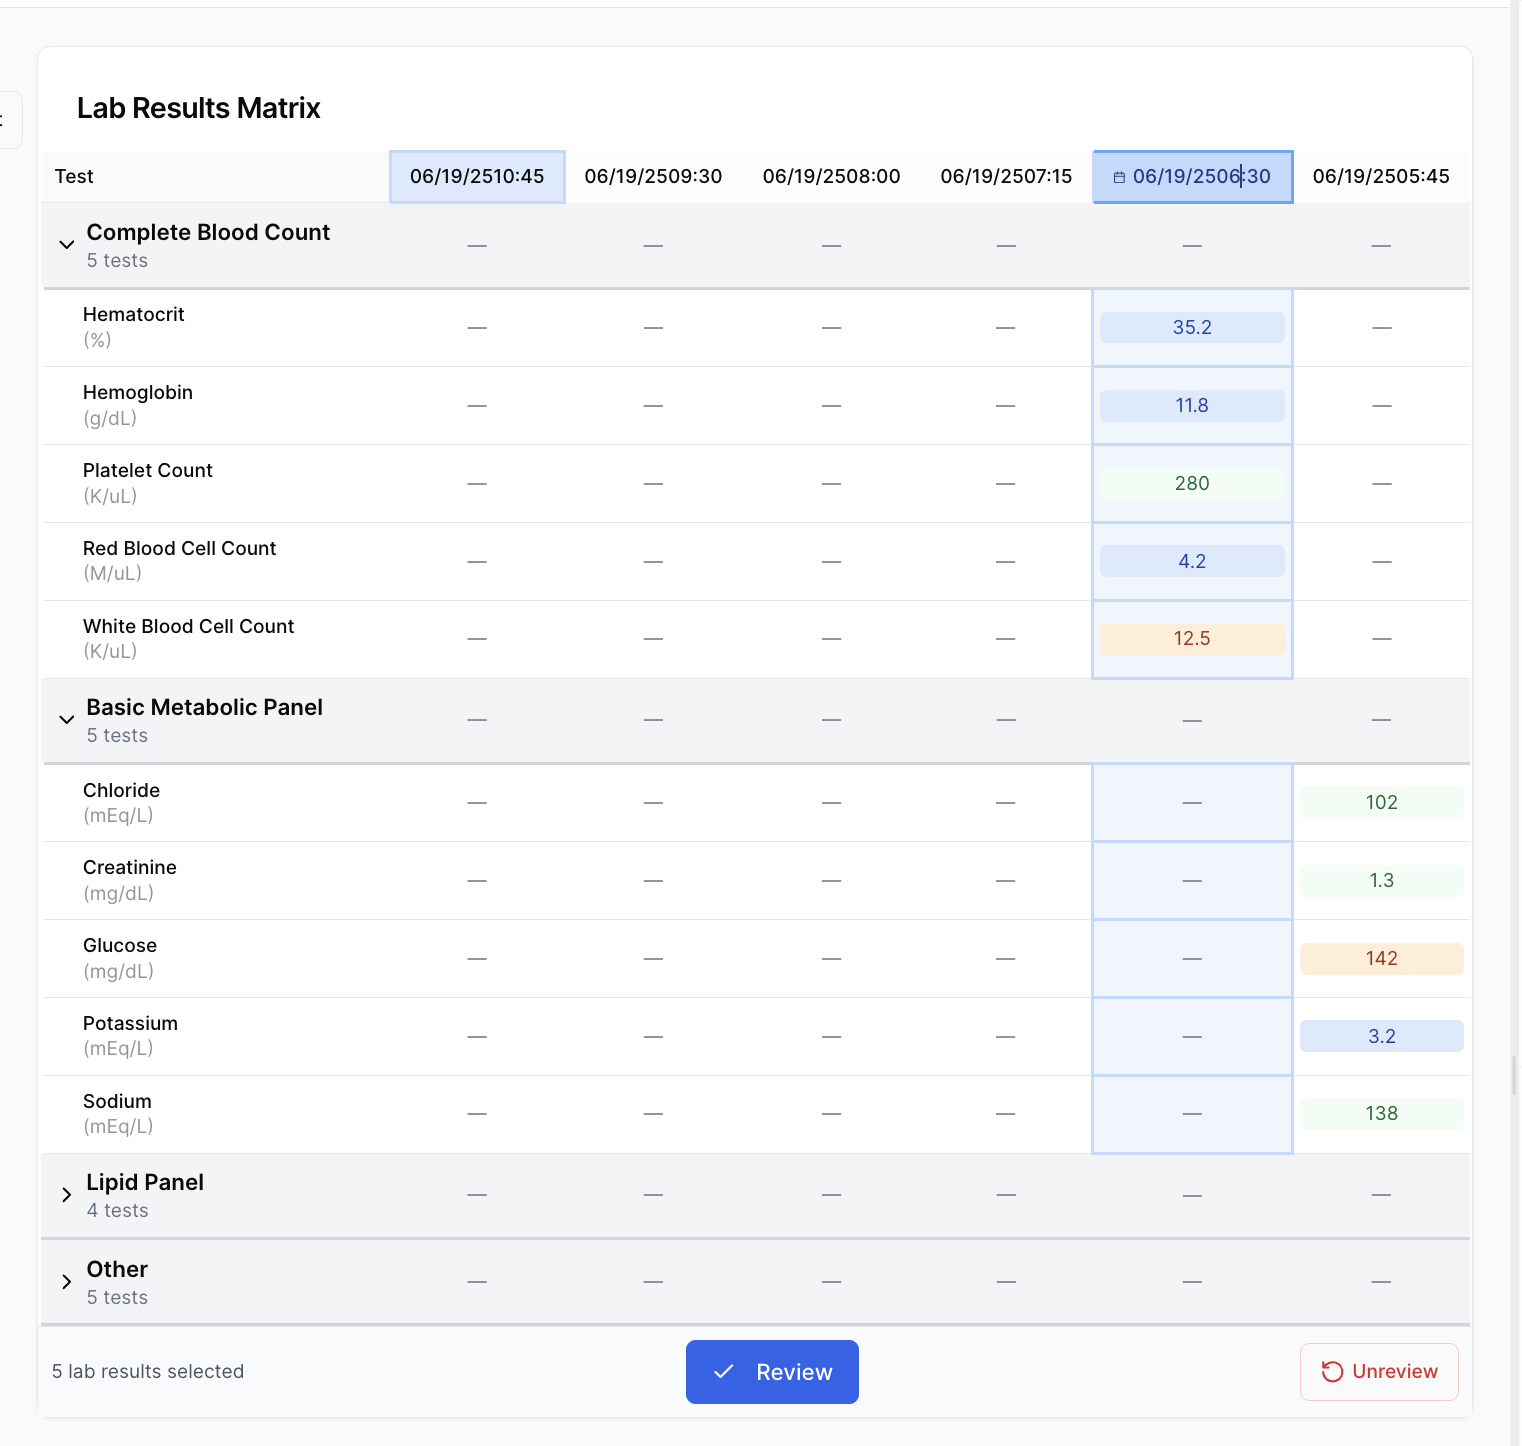 Lab Results Matrix
Test 06/19/2510:45 06/19/2509:30 06/19/2508:00 06/19/2507:15 06/19/2506:30 06/19/2505:45
Complete Blood Count — — — — — —
5 tests
Hematocrit
(%) — — — — 35.2 —
Hemoglobin
(g/dL) — — — — 11.8 —
Platelet Count
(K/uL) — — — — 280 —
Red Blood Cell Count
(M/uL) — — — — 4.2 —
White Blood Cell Count
(K/uL) — — — — 12.5 —
Basic Metabolic Panel — — — — — —
5 tests
Chloride
(mEq/L) — — — — — 102
Creatinine
(mg/dL) — — — — — 1.3
Glucose
(mg/dL) — — — — — 142
Potassium
(mEq/L) — — — — — 3.2
Sodium
(mEq/L) — — — — — 138
Lipid Panel — — — — — —
4 tests
Other — — — — — —
5 tests
5 lab results selected Review Unreview